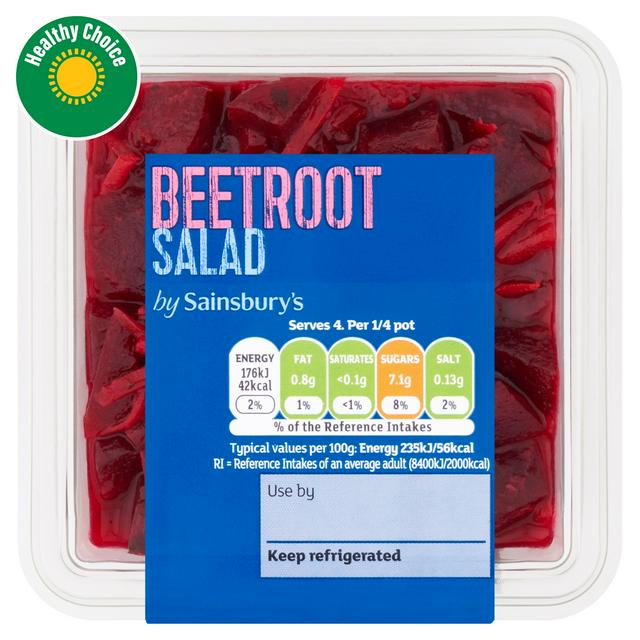 Healthy Choice
BEETROOT
SALAD
by Sainsbury's
Serves 4. Per 1/4 pot
ENERGY FAT SATURATES SUGARS SALT
176kJ
42kcal 0.8g <0.1g 7.1g 0.13g
2% 1% <1% 8% 2%
% of the Reference Intakes
Typical values per 100g: Energy 235kJ/56kcal
RI = Reference Intakes of an average adult (8400kJ/2000kcal)
Use by
Keep refrigerated